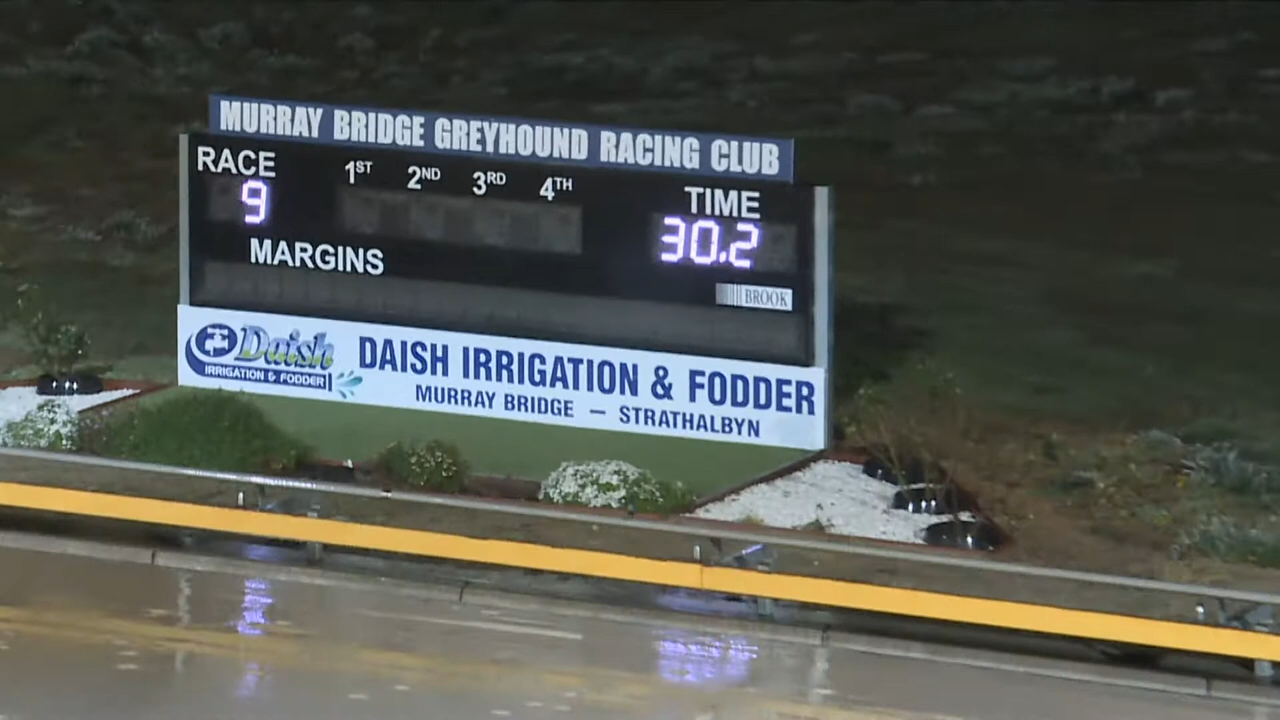 MURRAY BRIDGE GREYHOUND RACING CLUB
RACE 1ST 2ND 3RD 4TH TIME
9 30.2
MARGINS
BROOK
Daish
IRRIGATION & FODDER
DAISH IRRIGATION & FODDER
MURRAY BRIDGE – STRATHALBYN